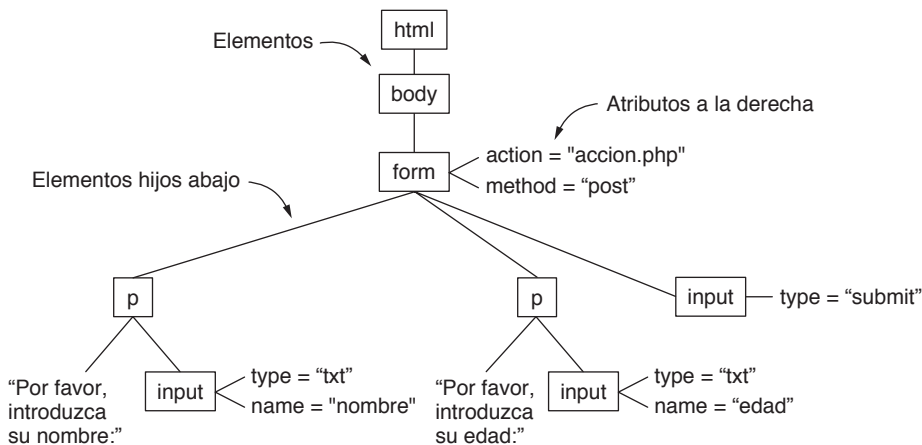 html
Elementos
body
Atributos a la derecha
action = "accion.php"
form
method = “post”
Elementos hijos abajo
p
p
input
type = “submit”
“Por favor,
introduzca
su nombre:”
input
type = “txt”
name = "nombre"
“Por favor,
introduzca
su edad:”
input
type = “txt”
name = “edad”